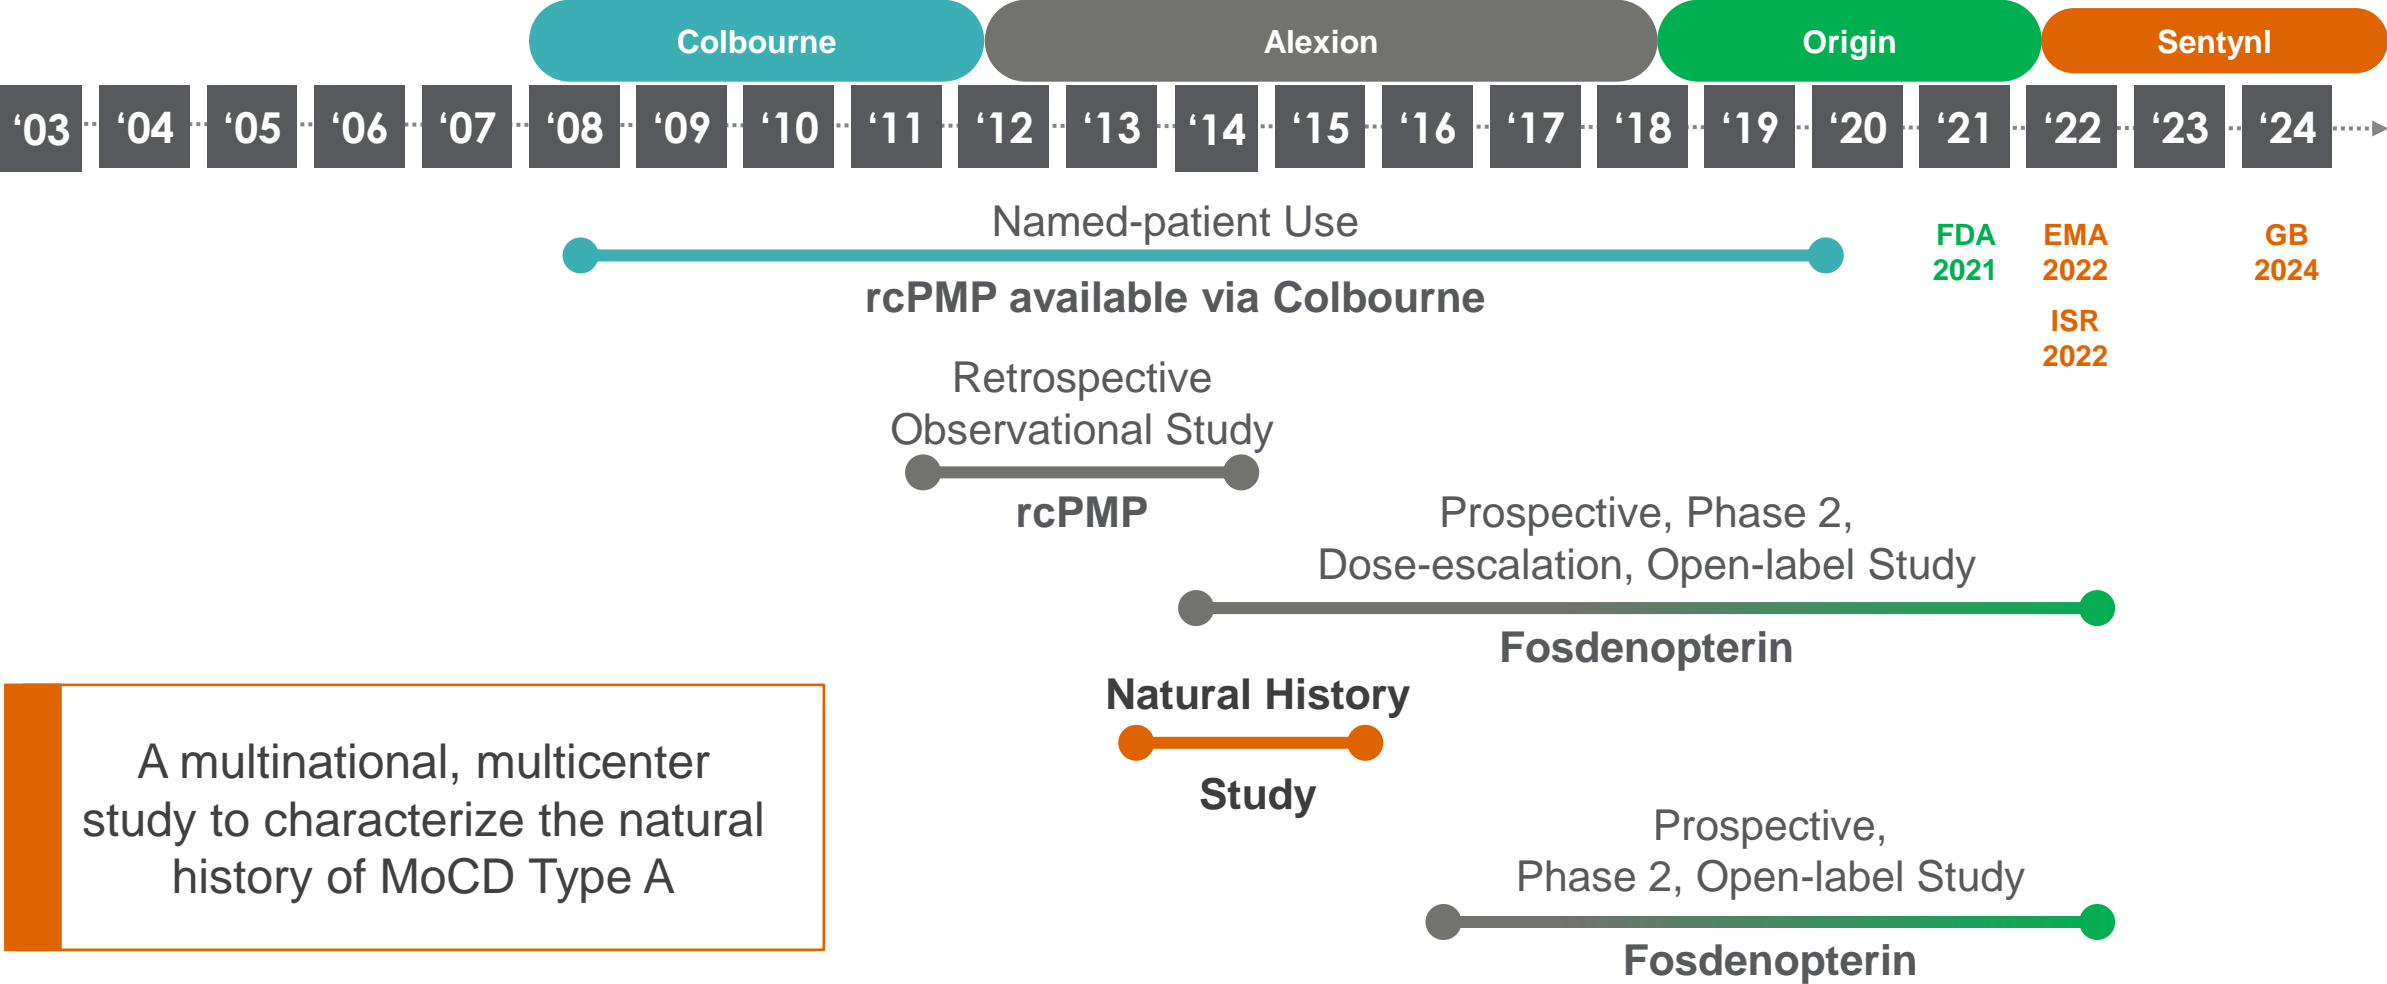 Colbourne
Alexion
Origin
Sentynl
‘03
‘04
‘05
‘06
‘07
‘08
‘09
‘10
‘11
‘12
‘13
‘14
‘15
‘16
‘17
‘18
‘19
‘20
‘21
‘22
‘23
‘24
Named-patient Use
rcPMP available via Colbourne
FDA
2021
EMA
2022
GB
2024
ISR
2022
Retrospective
Observational Study
rcPMP
Prospective, Phase 2,
Dose-escalation, Open-label Study
Fosdenopterin
Natural History
Study
A multinational, multicenter
study to characterize the natural
history of MoCD Type A
Prospective,
Phase 2, Open-label Study
Fosdenopterin